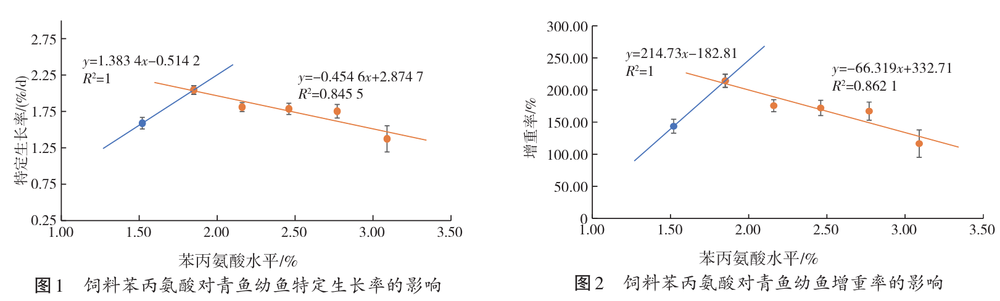 2.75
2.25
1.75
1.25
0.75
0.25
特定生长率/(%/d)
y=1.383 4x−0.514 2
R²=1
y=−0.454 6x+2.874 7
R²=0.845 5
1.00 1.50 2.00 2.50 3.00 3.50
苯丙氨酸水平/%
图1 饲料苯丙氨酸对青鱼幼鱼特定生长率的影响
300.00
250.00
200.00
150.00
100.00
50.00
0
增重率/%
y=214.73x−182.81
R²=1
y=−66.319x+332.71
R²=0.862 1
1.00 1.50 2.00 2.50 3.00 3.50
苯丙氨酸水平/%
图2 饲料苯丙氨酸对青鱼幼鱼增重率的影响